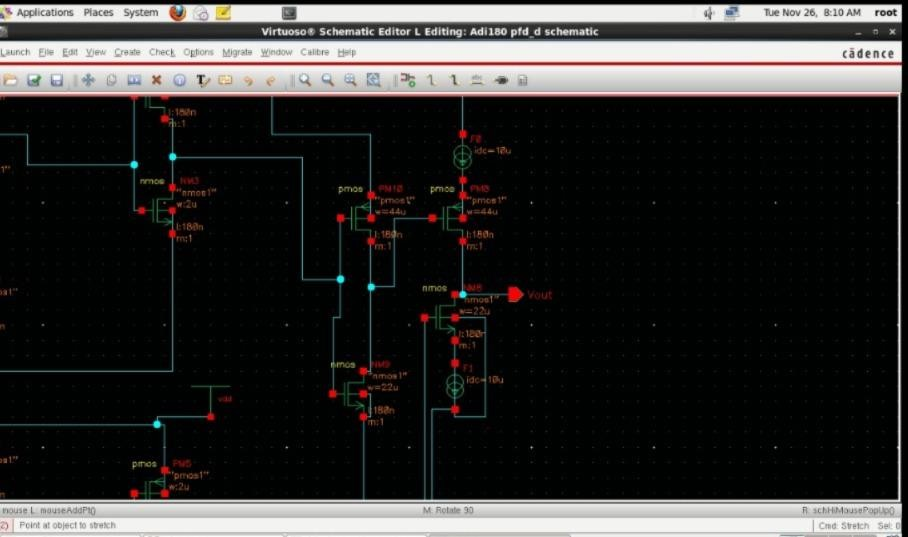 Applications Places System
Tue Nov 26, 8:10 AM root
Virtuoso® Schematic Editor L Editing: Adi180 pfd_d schematic
Launch File Edit View Create Check Options Migrate Window Calibre Help
cādence
l:180n
m:1
F0
idc=10u
nmos NM3
"nmos1"
w:2u
l:180n
m:1
pmos PM10
"pmos1"
w=44u
l:180n
m:1
pmos PM8
"pmos1"
w=44u
l:180n
m:1
nmos NM8
"nmos1"
w=22u
l:180n
m:1
Vout
F1
idc=10u
nmos NM9
"nmos1"
w=22u
l:180n
m:1
vdd
pmos PM5
"pmos1"
w:2u
mouse L: mouseAddPt()
M: Rotate 90
R: schHiMousePopUp()
2) Point at object to stretch
Cmd: Stretch Sel: 0